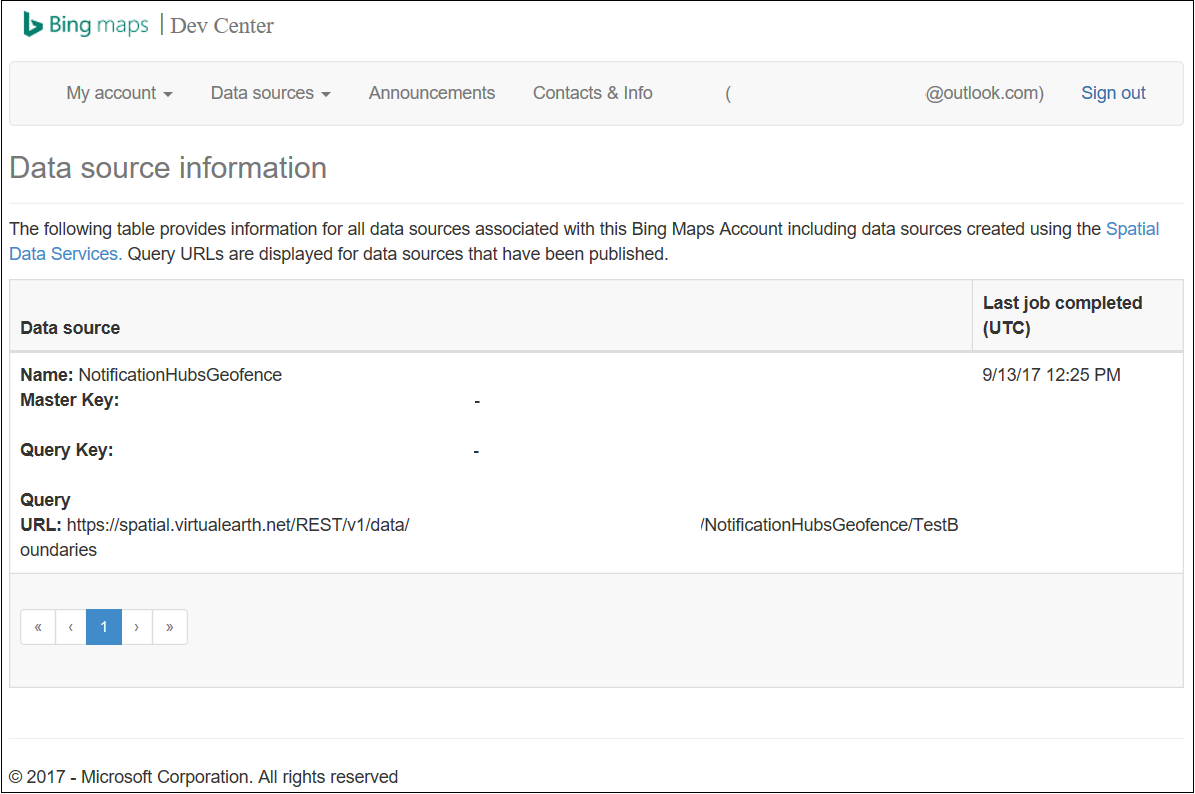 Bing maps | Dev Center
My account Data sources Announcements Contacts & Info ( @outlook.com) Sign out
Data source information
The following table provides information for all data sources associated with this Bing Maps Account including data sources created using the Spatial
Data Services. Query URLs are displayed for data sources that have been published.
Data source
Last job completed
(UTC)
Name: NotificationHubsGeofence
9/13/17 12:25 PM
Master Key: -
Query Key: -
Query
URL: https://spatial.virtualearth.net/REST/v1/data/ /NotificationHubsGeofence/TestB
oundaries
« ‹ 1 › »
© 2017 - Microsoft Corporation. All rights reserved